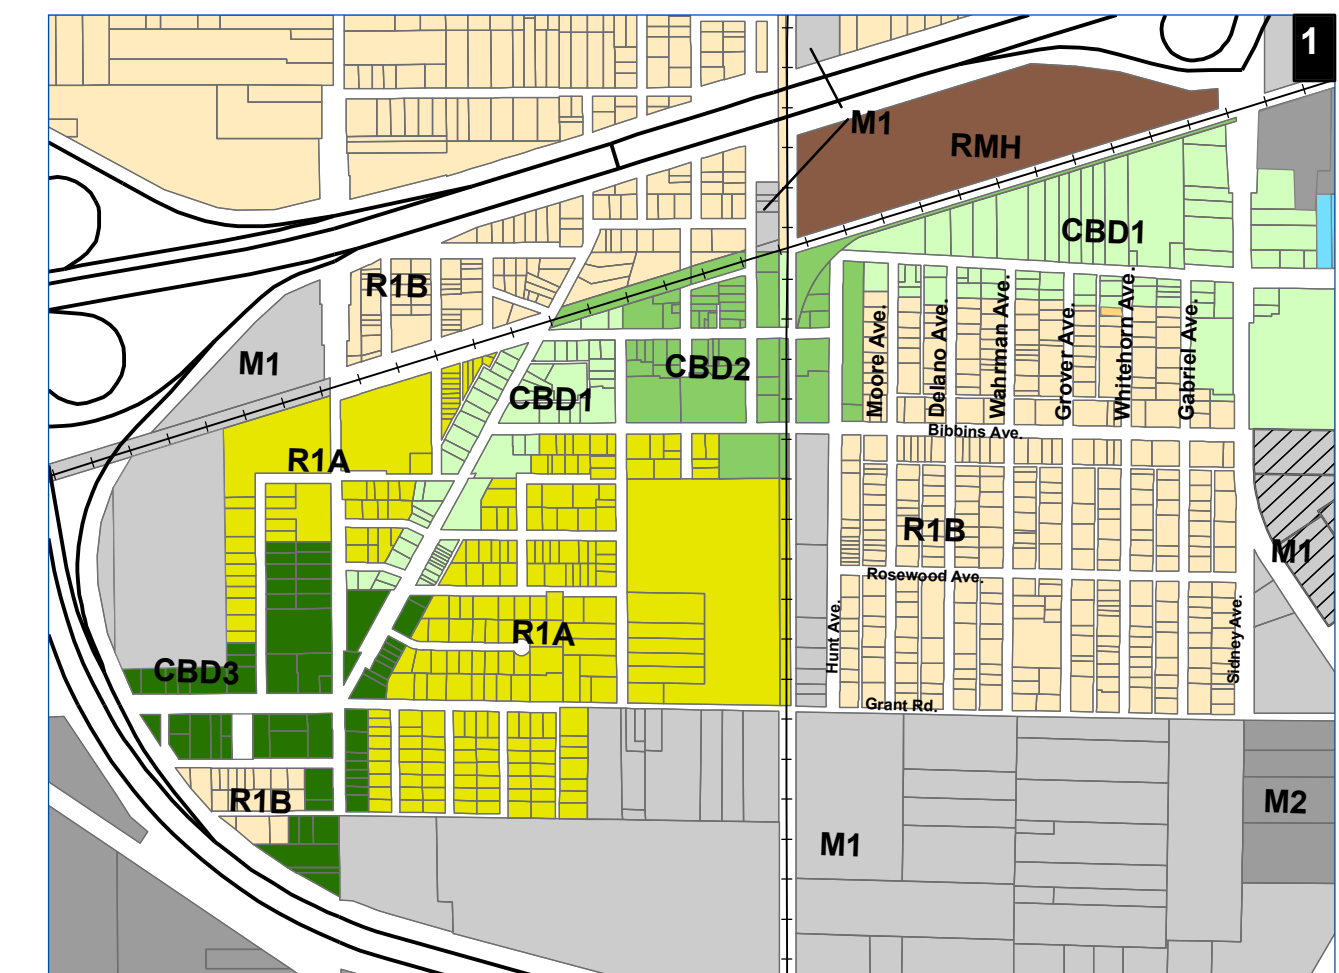 1
M1
RMH
CBD1
R1B
M1
CBD2
CBD1
Moore Ave.
Delano Ave.
Wahrman Ave.
Grover Ave.
Whitehorn Ave.
Gabriel Ave.
Bibbins Ave.
R1A
R1B
M1
Rosewood Ave.
Hunt Ave.
Sidney Ave.
R1A
CBD3
Grant Rd.
R1B
M1
M2